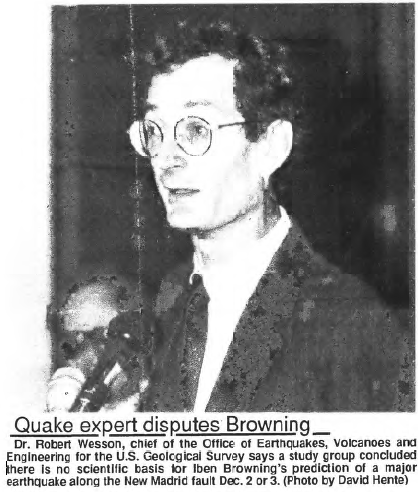 Quake expert disputes Browning
Dr. Robert Wesson, chief of the Office of Earthquakes, Volcanoes and
Engineering for the U.S. Geological Survey says a study group concluded
there is no scientific basis for Iben Browning's prediction of a major
earthquake along the New Madrid fault Dec. 2 or 3. (Photo by David Hente)